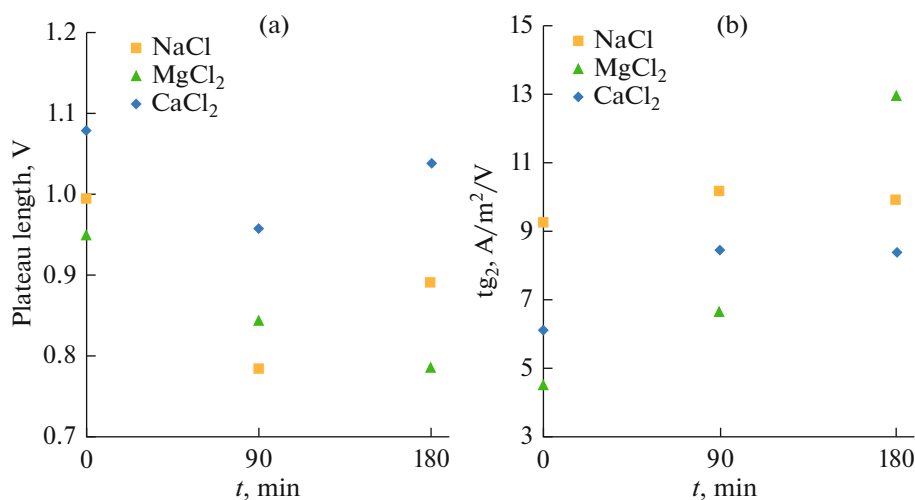 (a)
NaCl
MgCl₂
CaCl₂
Plateau length, V
1.2
1.1
1.0
0.9
0.8
0.7
0
90
180
t, min
(b)
NaCl
MgCl₂
CaCl₂
tg₂, A/m²/V
15
13
11
9
7
5
3
0
90
180
t, min